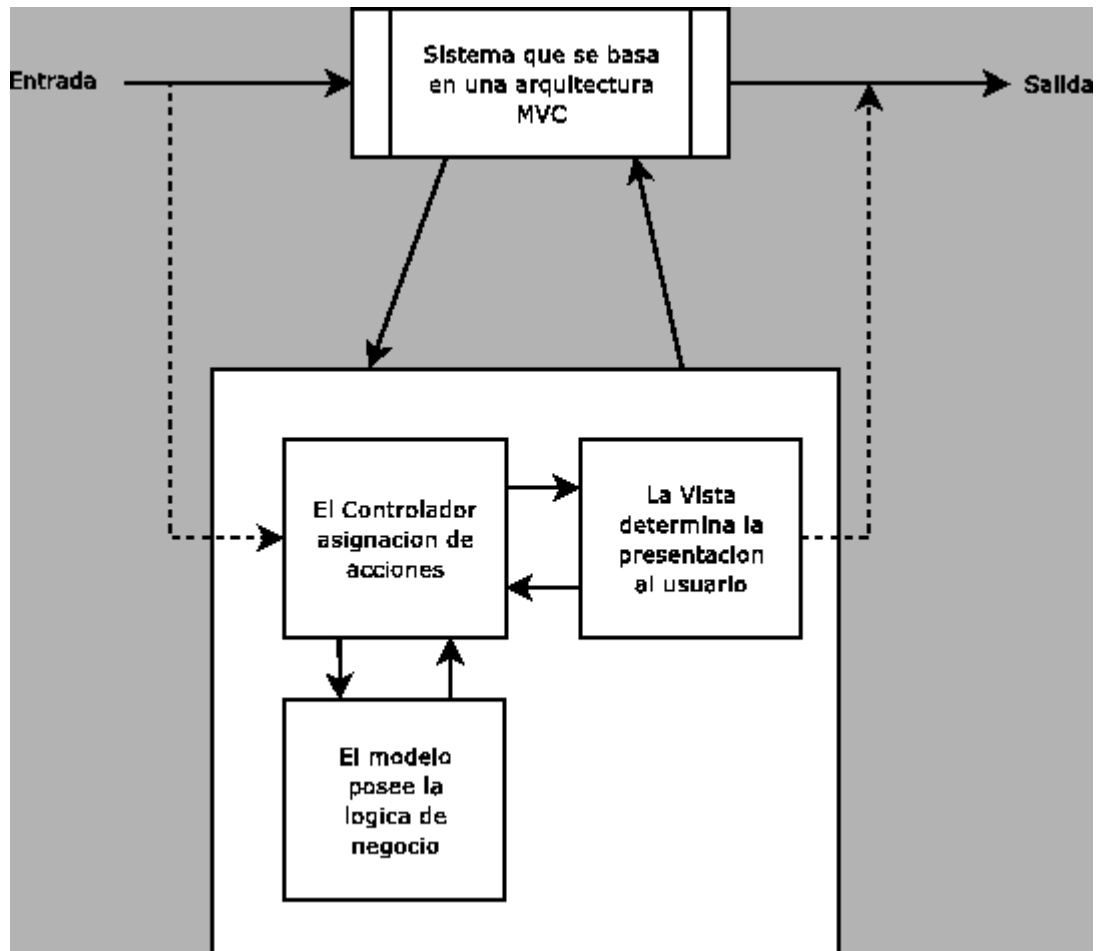 Entrada
Sistema que se basa
en una arquitectura
MVC
Salida
El Controlador
asignacion de
acciones
La Vista
determina la
presentacion
al usuario
El modelo
posee la
logica de
negocio